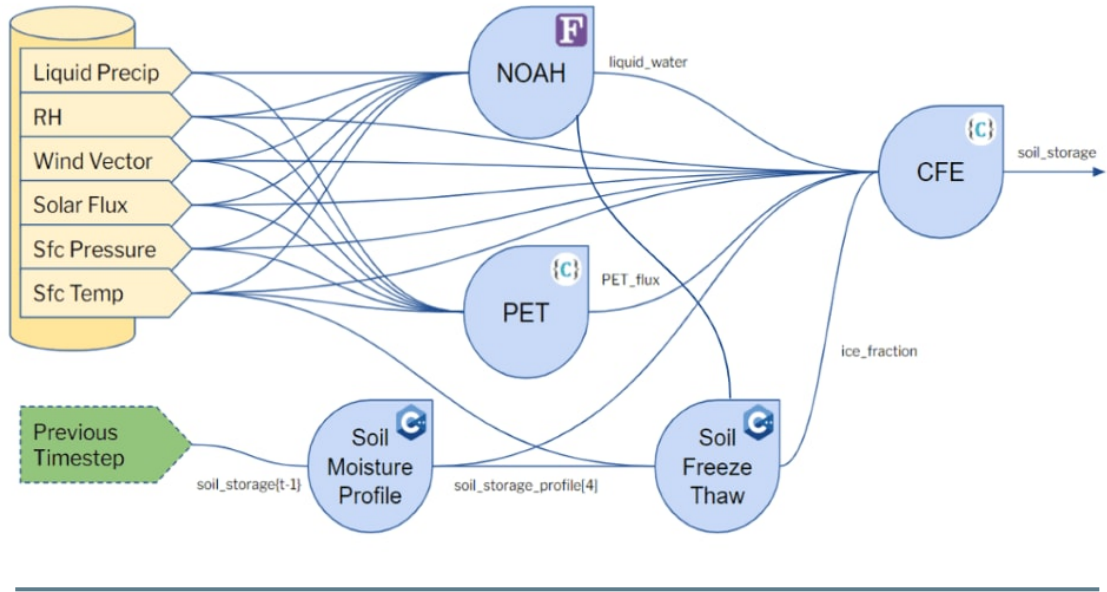 Liquid Precip
RH
Wind Vector
Solar Flux
Sfc Pressure
Sfc Temp
F
NOAH
liquid_water
{C}
CFE
soil_storage
{C}
PET
PET_flux
ice_fraction
Previous
Timestep
soil_storage[t-1]
C++
Soil
Moisture
Profile
soil_storage_profile[4]
C++
Soil
Freeze
Thaw